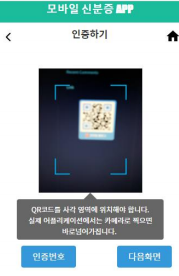 모바일 신분증 APP
인증하기
QR코드를 사각 영역에 위치해야 합니다.
실제 어플리케이션에서는 카메라로 찍으면
바로넘어가집니다.
인증번호
다음화면